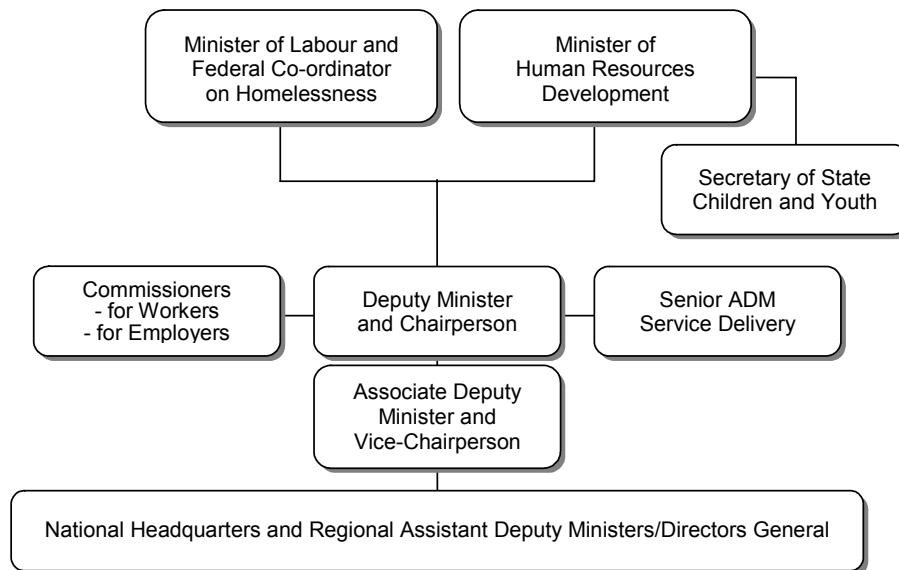 Minister of Labour and
Federal Co-ordinator
on Homelessness
Minister of
Human Resources
Development
Secretary of State
Children and Youth
Commissioners
- for Workers
- for Employers
Deputy Minister
and Chairperson
Senior ADM
Service Delivery
Associate Deputy
Minister and
Vice-Chairperson
National Headquarters and Regional Assistant Deputy Ministers/Directors General